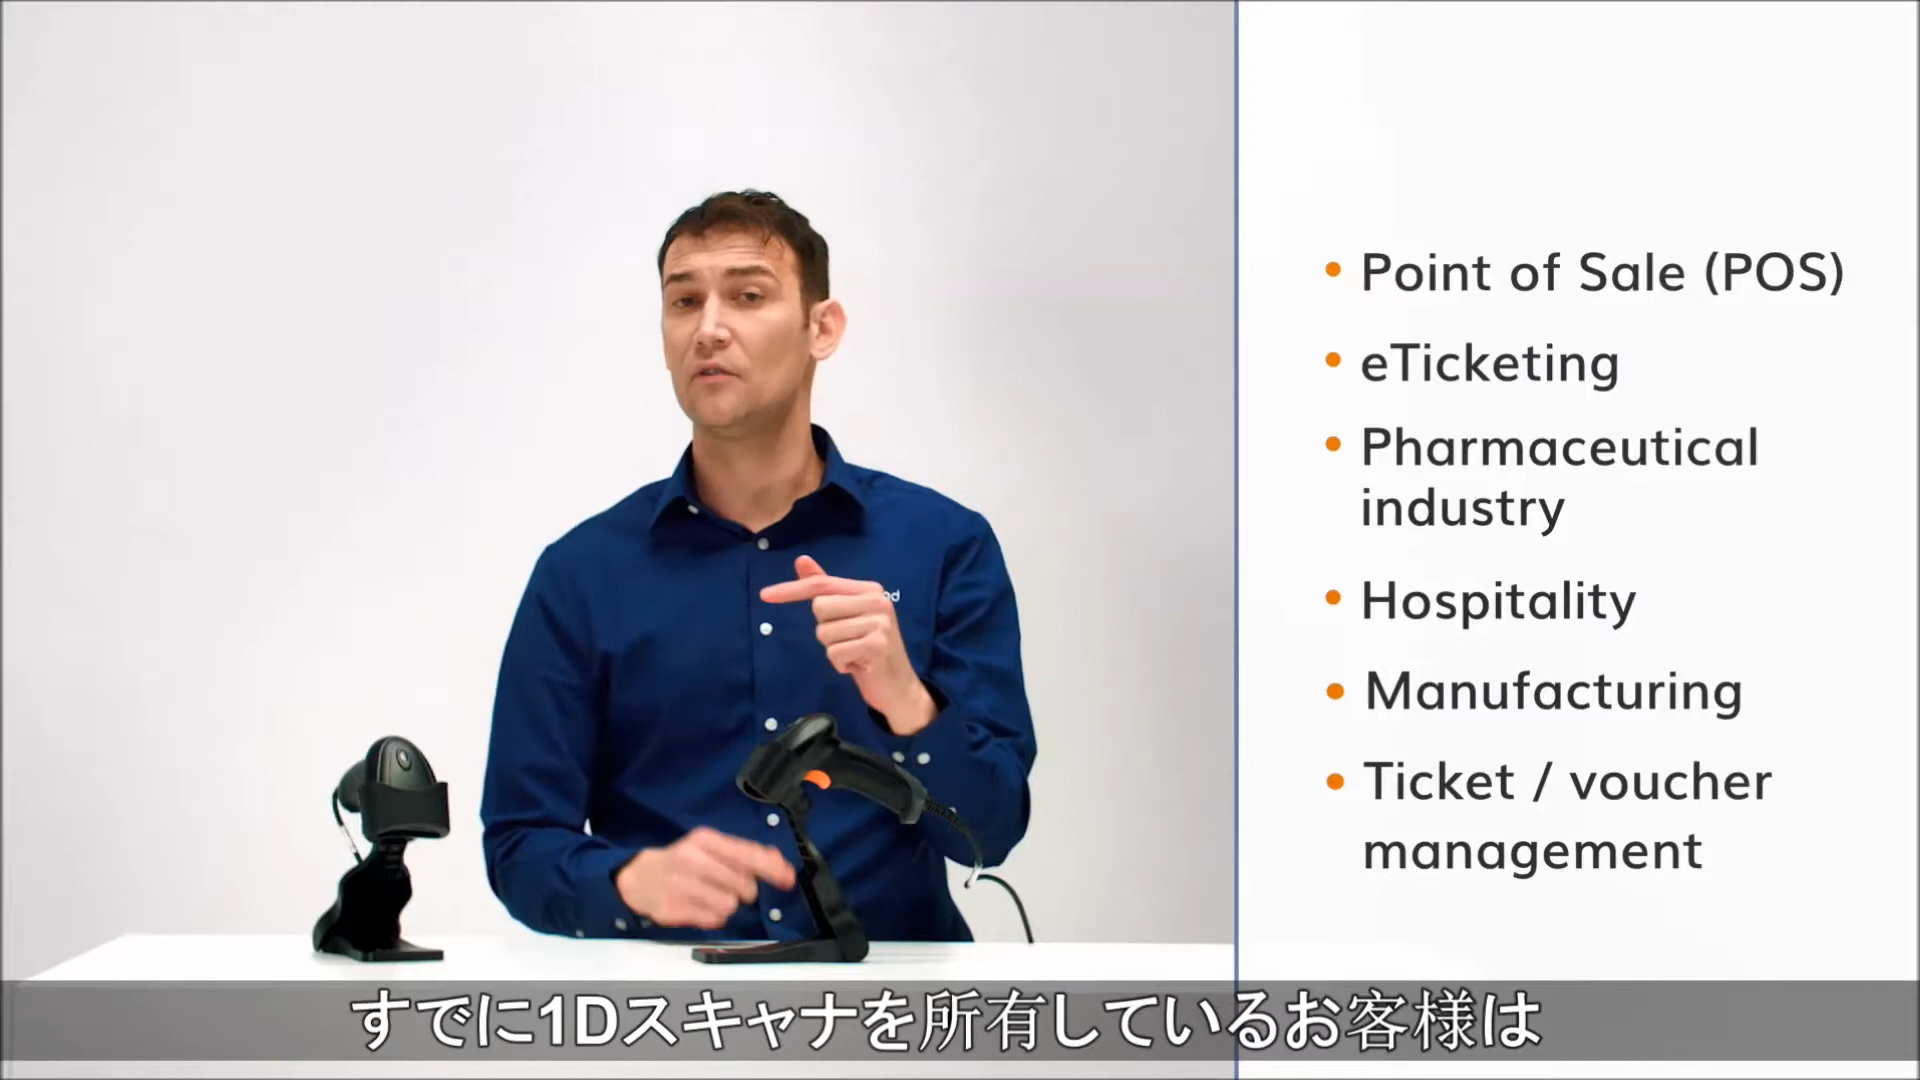 Point of Sale (POS)
eTicketing
Pharmaceutical
industry
Hospitality
Manufacturing
Ticket / voucher
management
すでに1Dスキャナを所有しているお客様は